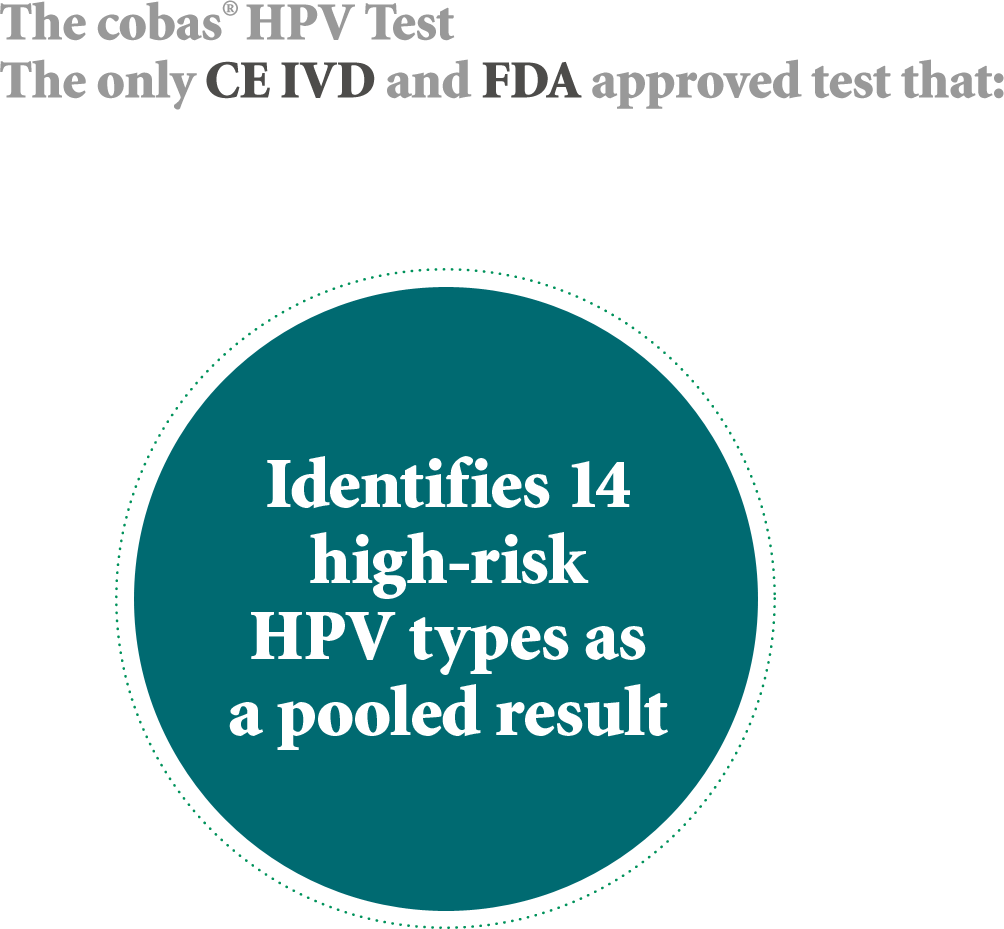 The cobas® HPV Test
The only CE IVD and FDA approved test that:
Identifies 14
high-risk
HPV types as
a pooled result